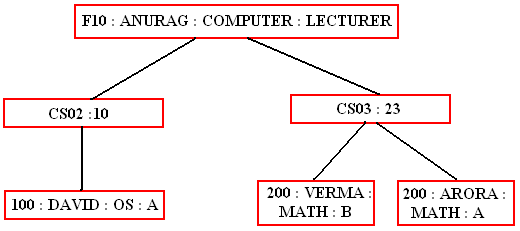 F10 : ANURAG : COMPUTER : LECTURER
CS02 :10
CS03 : 23
100 : DAVID : OS : A
200 : VERMA :
MATH : B
200 : ARORA :
MATH : A